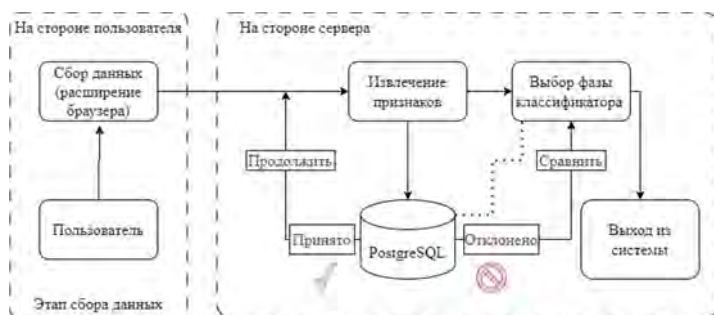 На стороне пользователя
На стороне сервера
Сбор данных
(расширение
браузера)
Извлечение
признаков
Выбор фазы
классификатора
Продолжить
Сравнить
Пользователь
Принято
PostgreSQL
Отклонено
Выход из
системы
Этап сбора данных